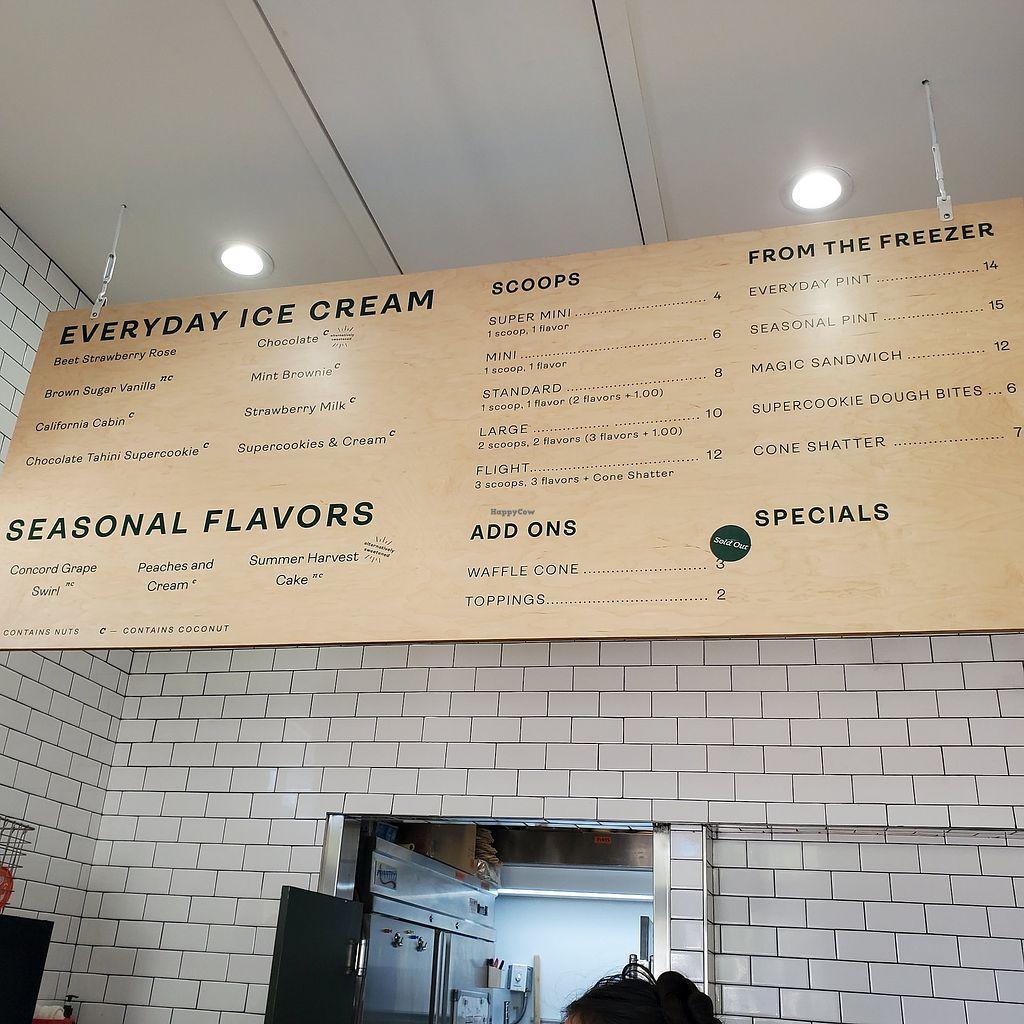 EVERYDAY ICE CREAM
Beet Strawberry Rose
Brown Sugar Vanilla nc
California Cabin c
Chocolate Tahini Supercookie c
Chocolate c alternatively sweetened
Mint Brownie c
Strawberry Milk c
Supercookies & Cream c
SEASONAL FLAVORS
Concord Grape
Swirl nc
Peaches and
Cream c
Summer Harvest alternatively sweetened
Cake nc
CONTAINS NUTS c — CONTAINS COCONUT
SCOOPS
SUPER MINI 4
1 scoop, 1 flavor
MINI 6
1 scoop, 1 flavor
STANDARD 8
1 scoop, 1 flavor (2 flavors + 1.00)
LARGE 10
2 scoops, 2 flavors (3 flavors + 1.00)
FLIGHT 12
3 scoops, 3 flavors + Cone Shatter
HappyCow
ADD ONS
WAFFLE CONE 3
Sold Out
TOPPINGS 2
FROM THE FREEZER
EVERYDAY PINT 14
SEASONAL PINT 15
MAGIC SANDWICH 12
SUPERCOOKIE DOUGH BITES ... 6
CONE SHATTER 7
SPECIALS